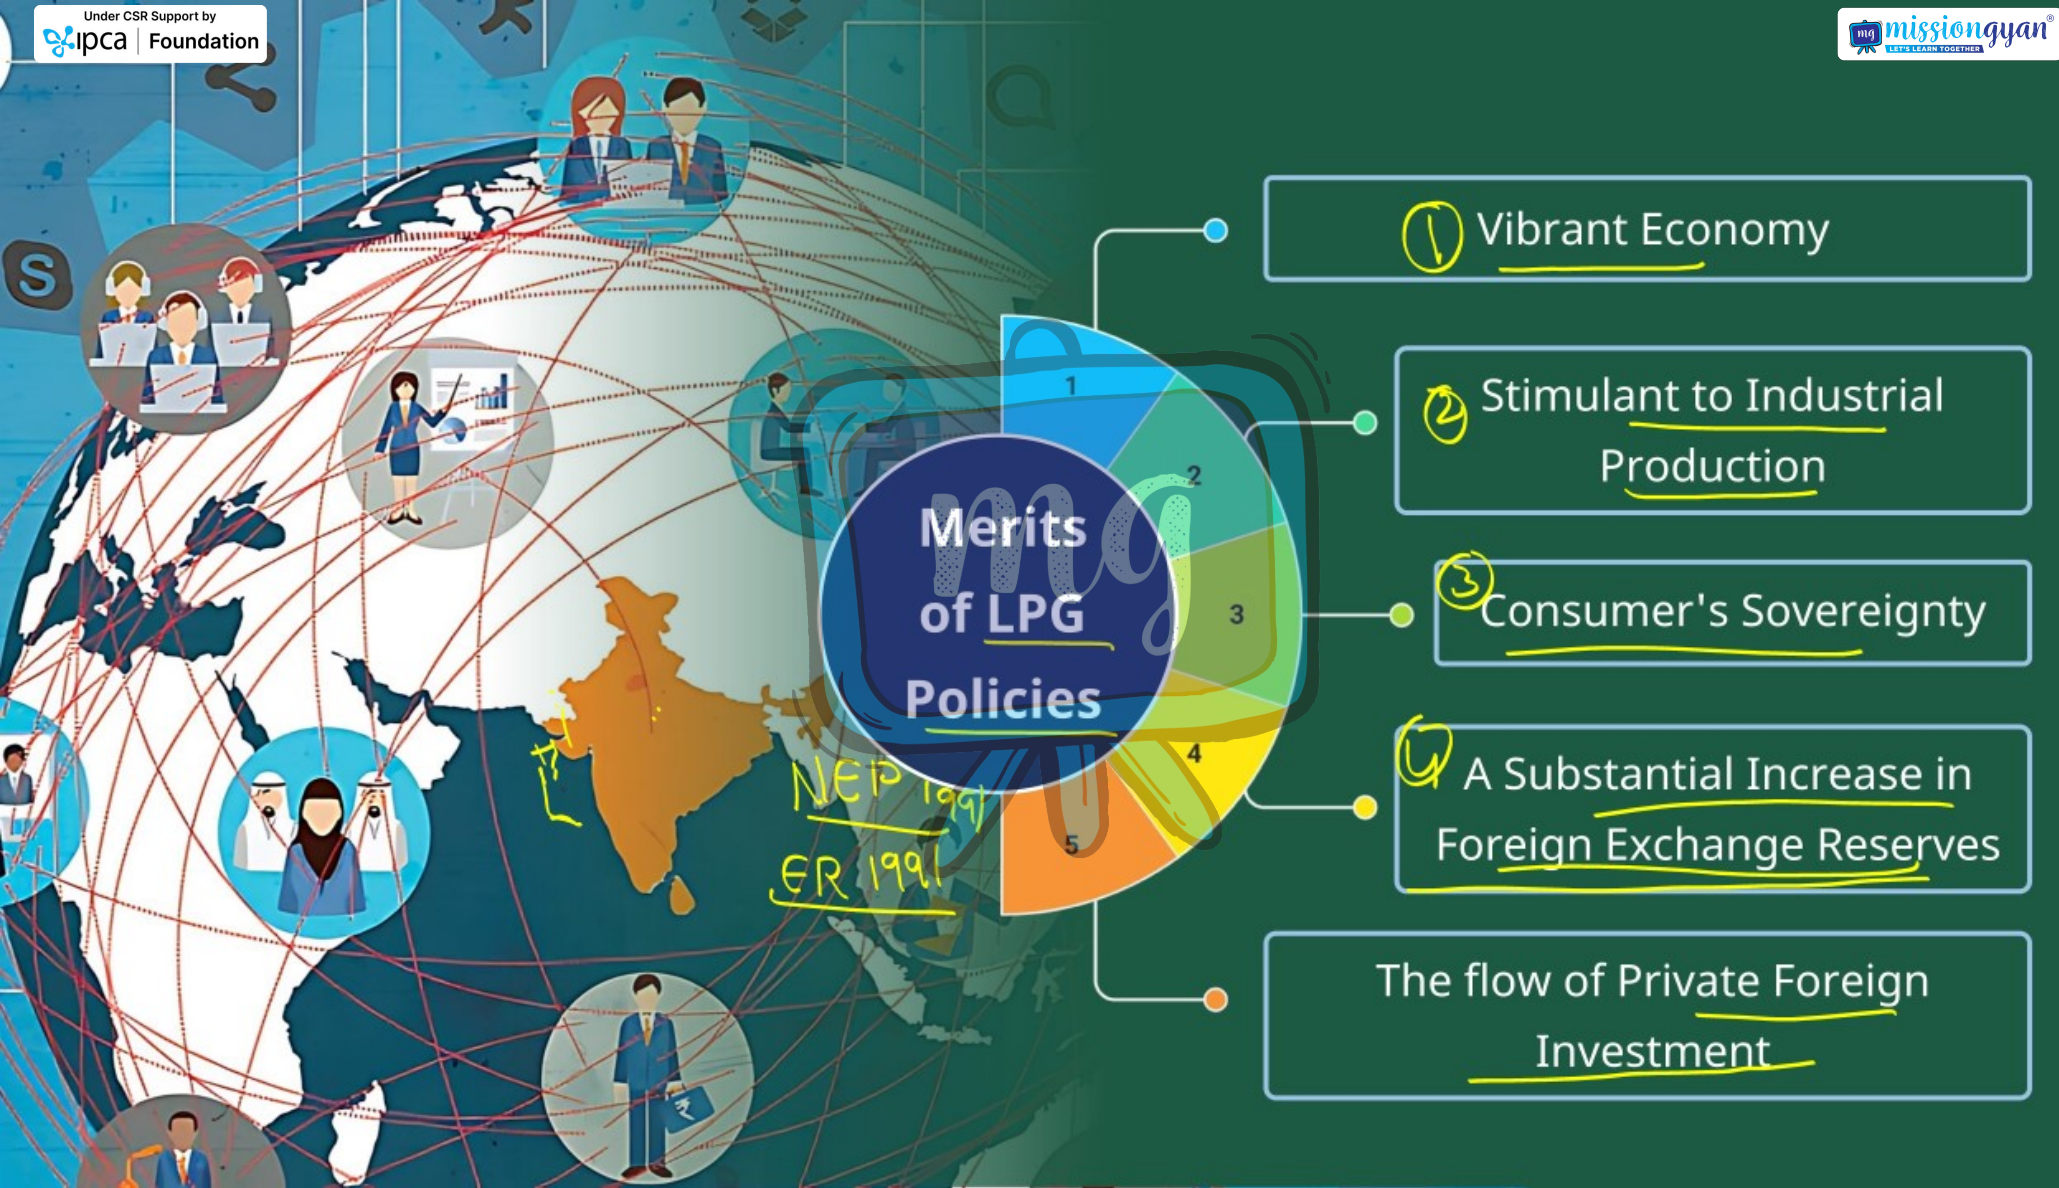 Under CSR Support by
ipca Foundation
mg missiongyan®
LET'S LEARN TOGETHER
S
Merits
of LPG
Policies
mg
1
2
3
4
5
① Vibrant Economy
② Stimulant to Industrial
Production
③ Consumer's Sovereignty
④ A Substantial Increase in
Foreign Exchange Reserves
The flow of Private Foreign
Investment
NEP 1991
ER 1991
₹